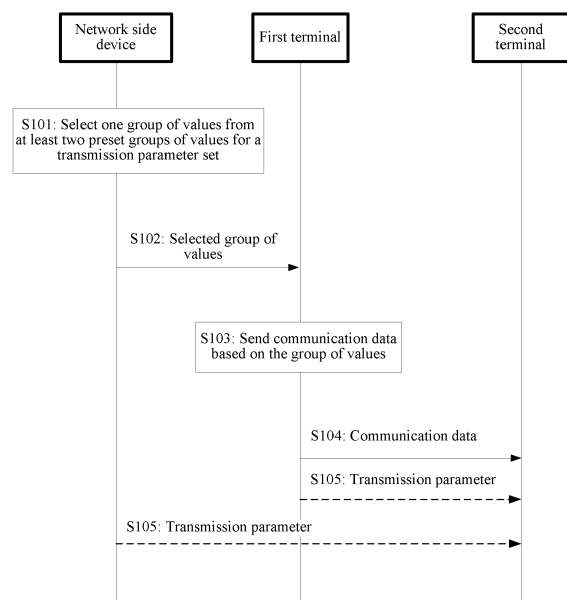 Network side
device
First terminal
Second
terminal
S101: Select one group of values from
at least two preset groups of values for a
transmission parameter set
S102: Selected group of
values
S103: Send communication data
based on the group of values
S104: Communication data
S105: Transmission parameter
S105: Transmission parameter